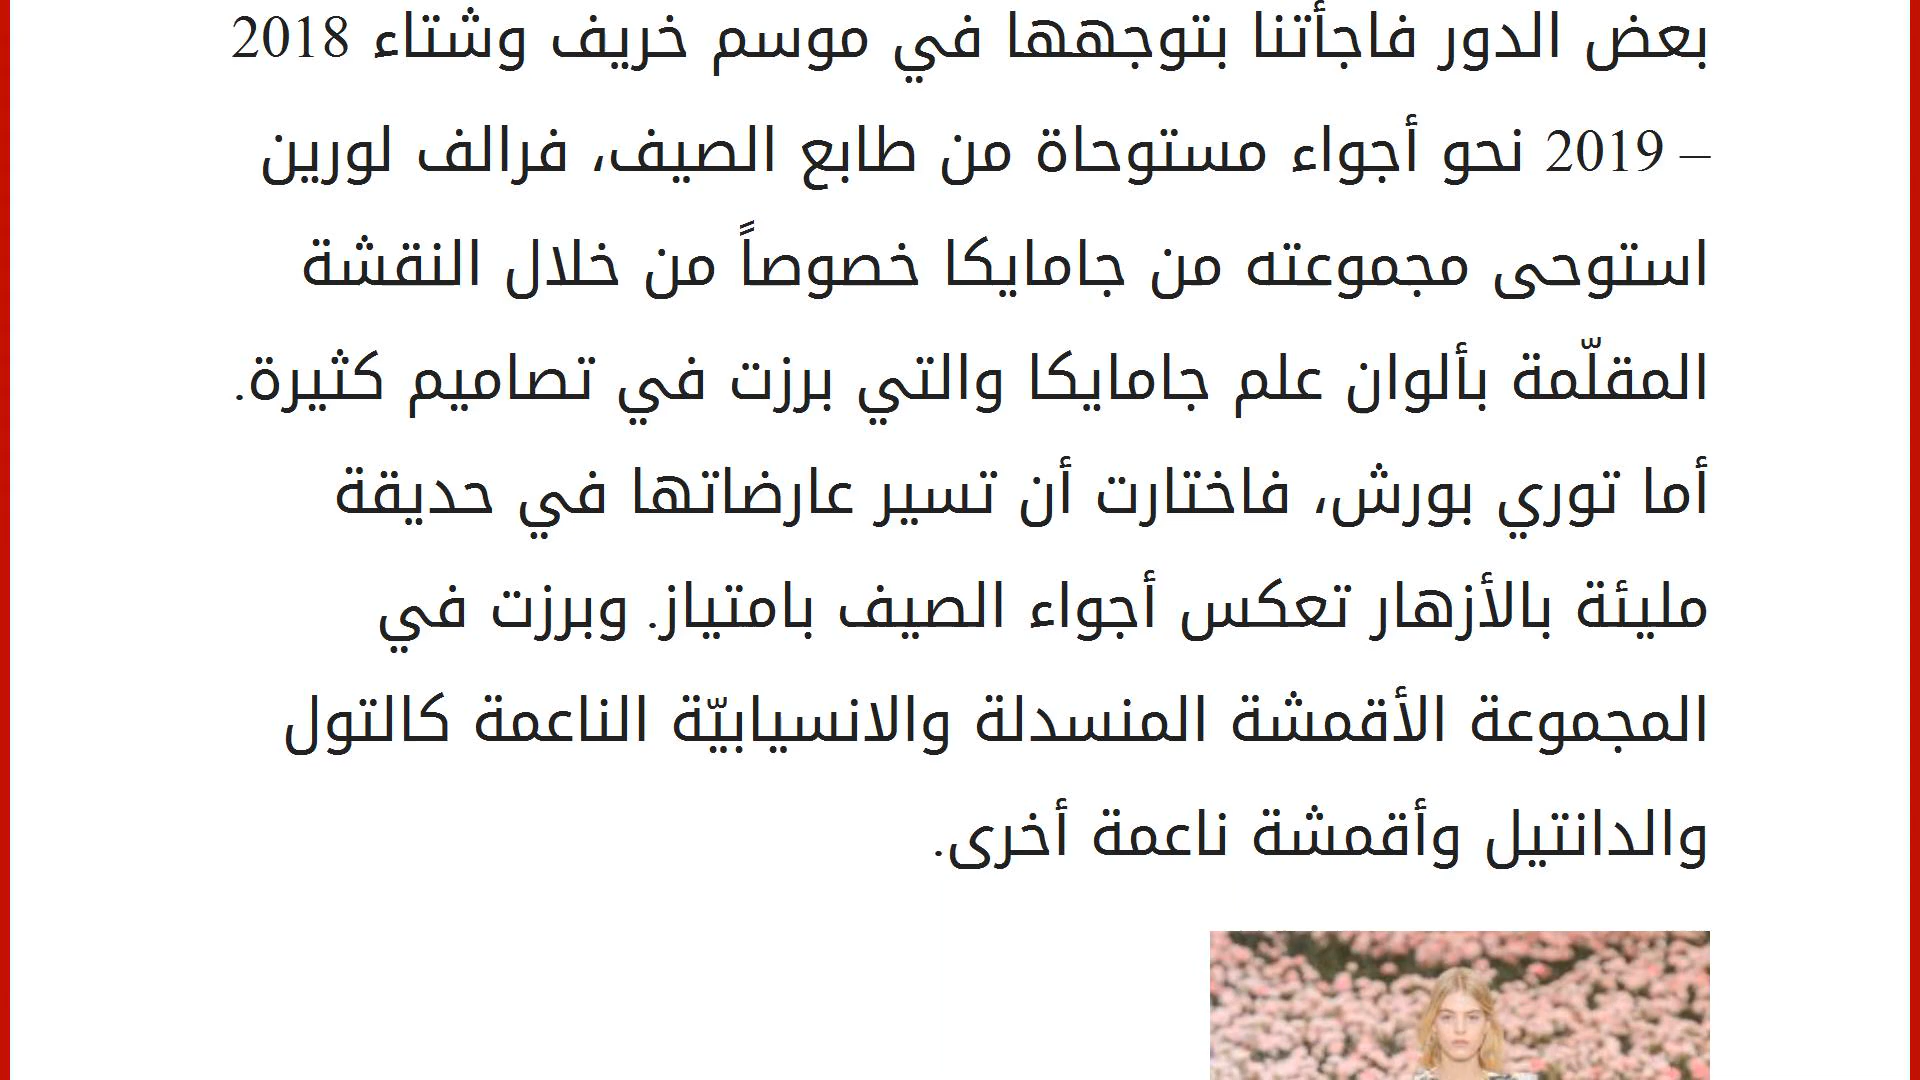 بعض الدور فاجأتنا بتوجهها في موسم خريف وشتاء 2018
– 2019 نحو أجواء مستوحاة من طابع الصيف، فرالف لورين
استوحى مجموعته من جامايكا خصوصاً من خلال النقشة
المقلّمة بألوان علم جامايكا والتي برزت في تصاميم كثيرة.
أما توري بورش، فاختارت أن تسير عارضاتها في حديقة
مليئة بالأزهار تعكس أجواء الصيف بامتياز. وبرزت في
المجموعة الأقمشة المنسدلة والانسيابيّة الناعمة كالتول
والدانتيل وأقمشة ناعمة أخرى.